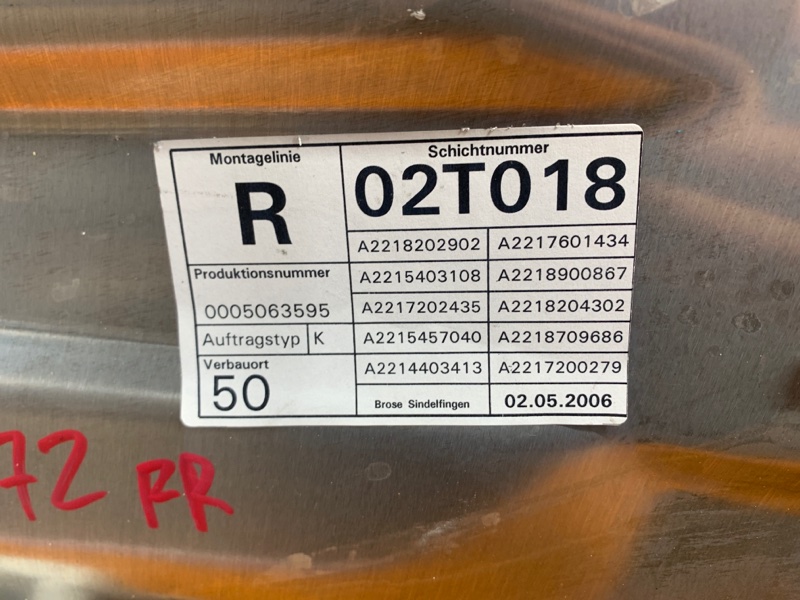 Montagelinie
R
Schichtnummer
02T018
Produktionsnummer
0005063595
Auftragstyp K
Verbauort
50
A2218202902 A2217601434
A2215403108 A2218900867
A2217202435 A2218204302
A2215457040 A2218709686
A2214403413 A2217200279
Brose Sindelfingen 02.05.2006
72 RR